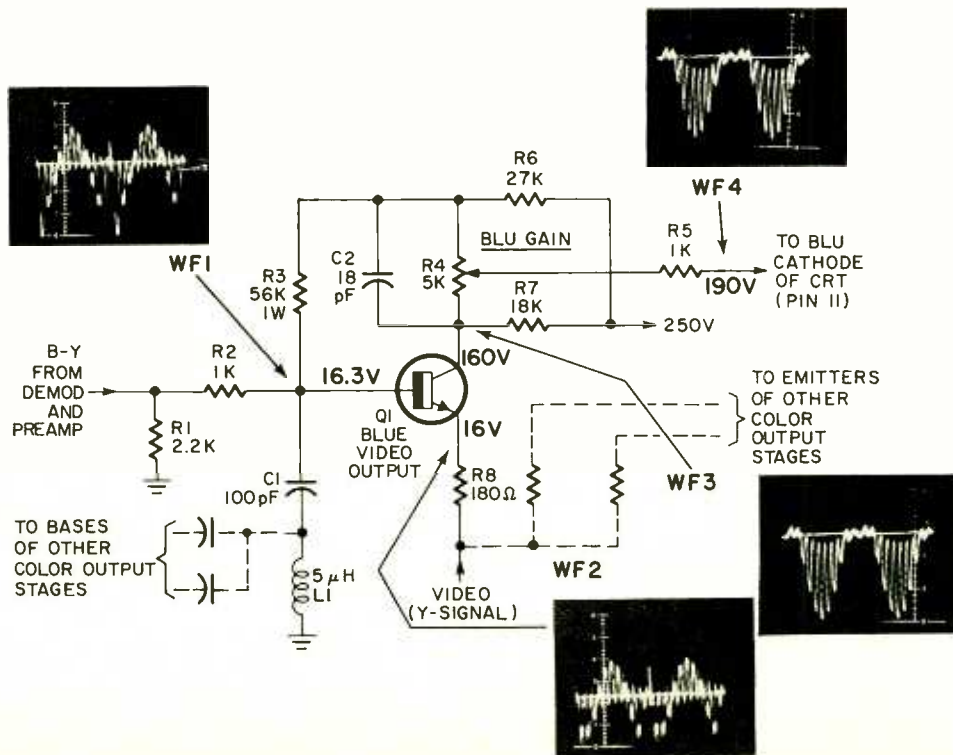 WF1
R3
56K
1W
C2
18
pF
R6
27K
BLU GAIN
R4
5K
R7
18K
WF4
R5
1K
190V
TO BLU
CATHODE
OF CRT
(PIN 11)
250V
B-Y
FROM
DEMOD
AND
PREAMP
R2
1K
R1
2.2K
16.3V
160V
16V
Q1
BLUE
VIDEO
OUTPUT
TO EMITTERS
OF OTHER
COLOR
OUTPUT
STAGES
WF3
C1
100pF
R8
180Ω
TO BASES
OF OTHER
COLOR OUTPUT
STAGES
5µH
L1
VIDEO
(Y-SIGNAL)
WF2